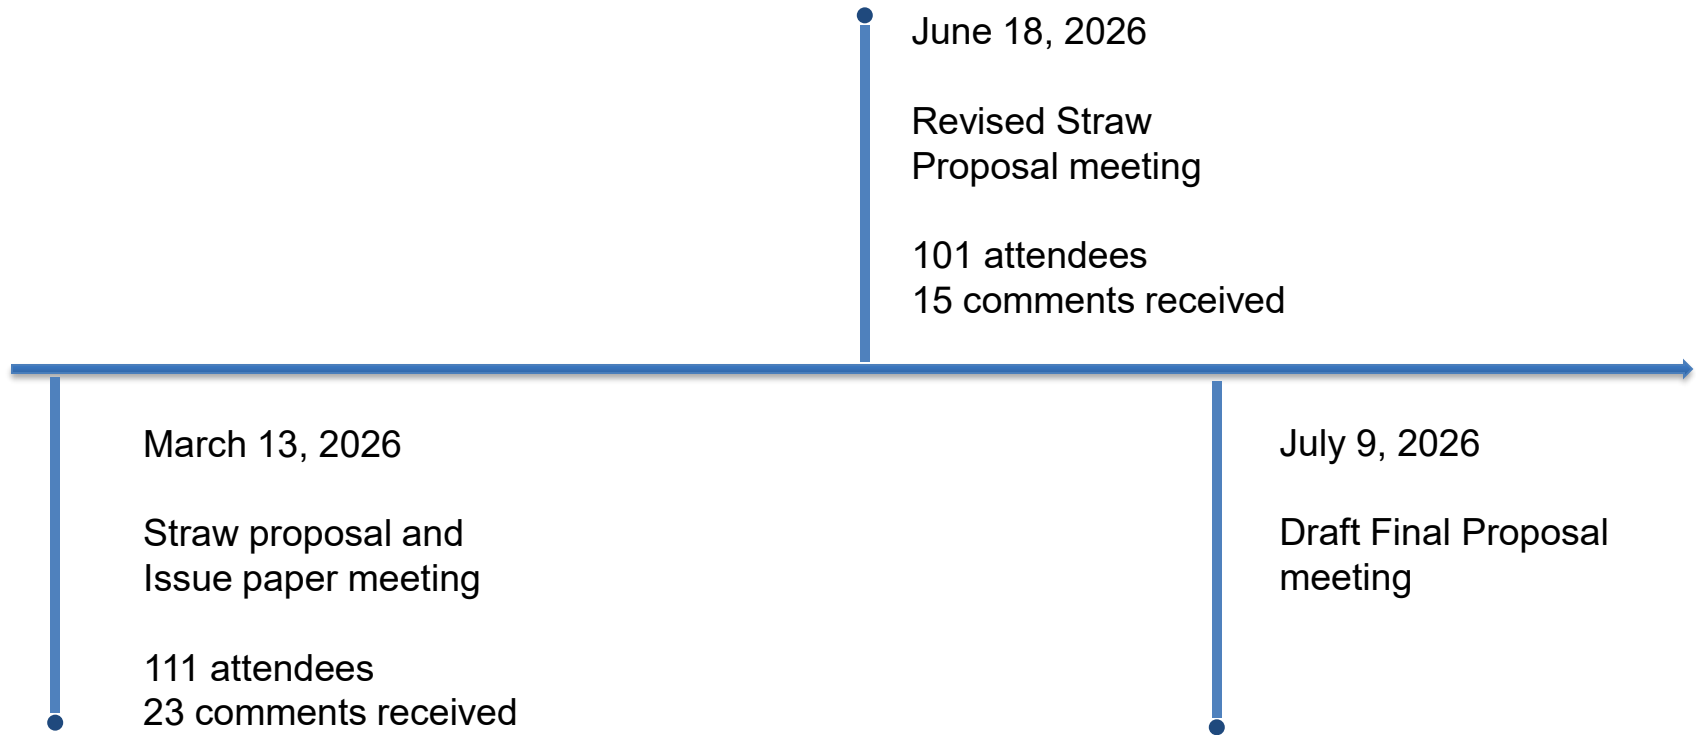 June 18, 2026
Revised Straw
Proposal meeting
101 attendees
15 comments received
March 13, 2026
Straw proposal and
Issue paper meeting
111 attendees
23 comments received
July 9, 2026
Draft Final Proposal
meeting